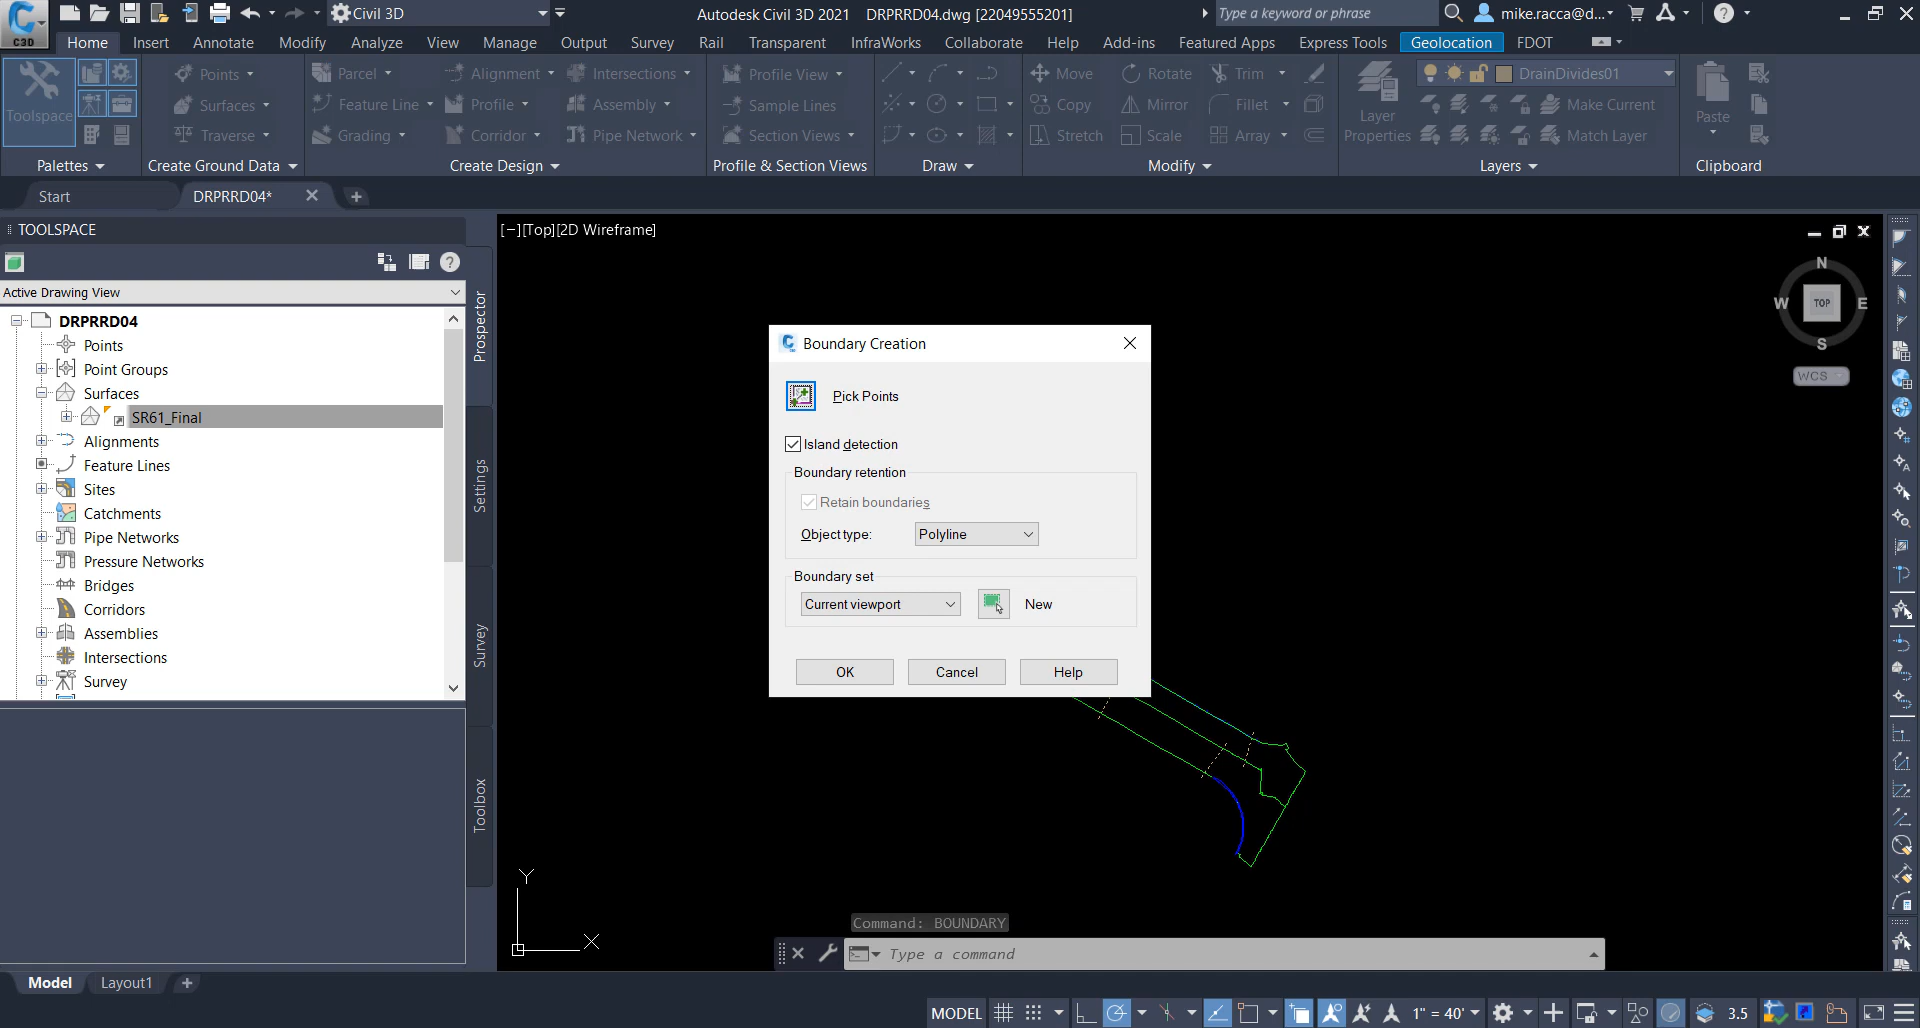 C3D
Civil 3D
Autodesk Civil 3D 2021 DRPRRD04.dwg [22049555201]
Type a keyword or phrase
mike.racca@d...
Home Insert Annotate Modify Analyze View Manage Output Survey Rail Transparent InfraWorks Collaborate Help Add-ins Featured Apps Express Tools Geolocation FDOT
Toolspace
Points
Surfaces
Traverse
Parcel
Feature Line
Grading
Alignment
Profile
Corridor
Intersections
Assembly
Pipe Network
Profile View
Sample Lines
Section Views
Move
Copy
Stretch
Rotate
Mirror
Scale
Trim
Fillet
Array
Layer
Properties
DrainDivides01
Make Current
Match Layer
Paste
Palettes
Create Ground Data
Create Design
Profile & Section Views
Draw
Modify
Layers
Clipboard
Start
DRPRRD04*
TOOLSPACE
Active Drawing View
DRPRRD04
Points
Point Groups
Surfaces
SR61_Final
Alignments
Feature Lines
Sites
Catchments
Pipe Networks
Pressure Networks
Bridges
Corridors
Assemblies
Intersections
Survey
Prospector
Settings
Survey
Toolbox
[−][Top][2D Wireframe]
N
W
TOP
E
S
WCS
Boundary Creation
Pick Points
Island detection
Boundary retention
Retain boundaries
Object type:
Polyline
Boundary set
Current viewport
New
OK
Cancel
Help
Y
X
Command: BOUNDARY
Type a command
Model
Layout1
MODEL
1" = 40'
3.5